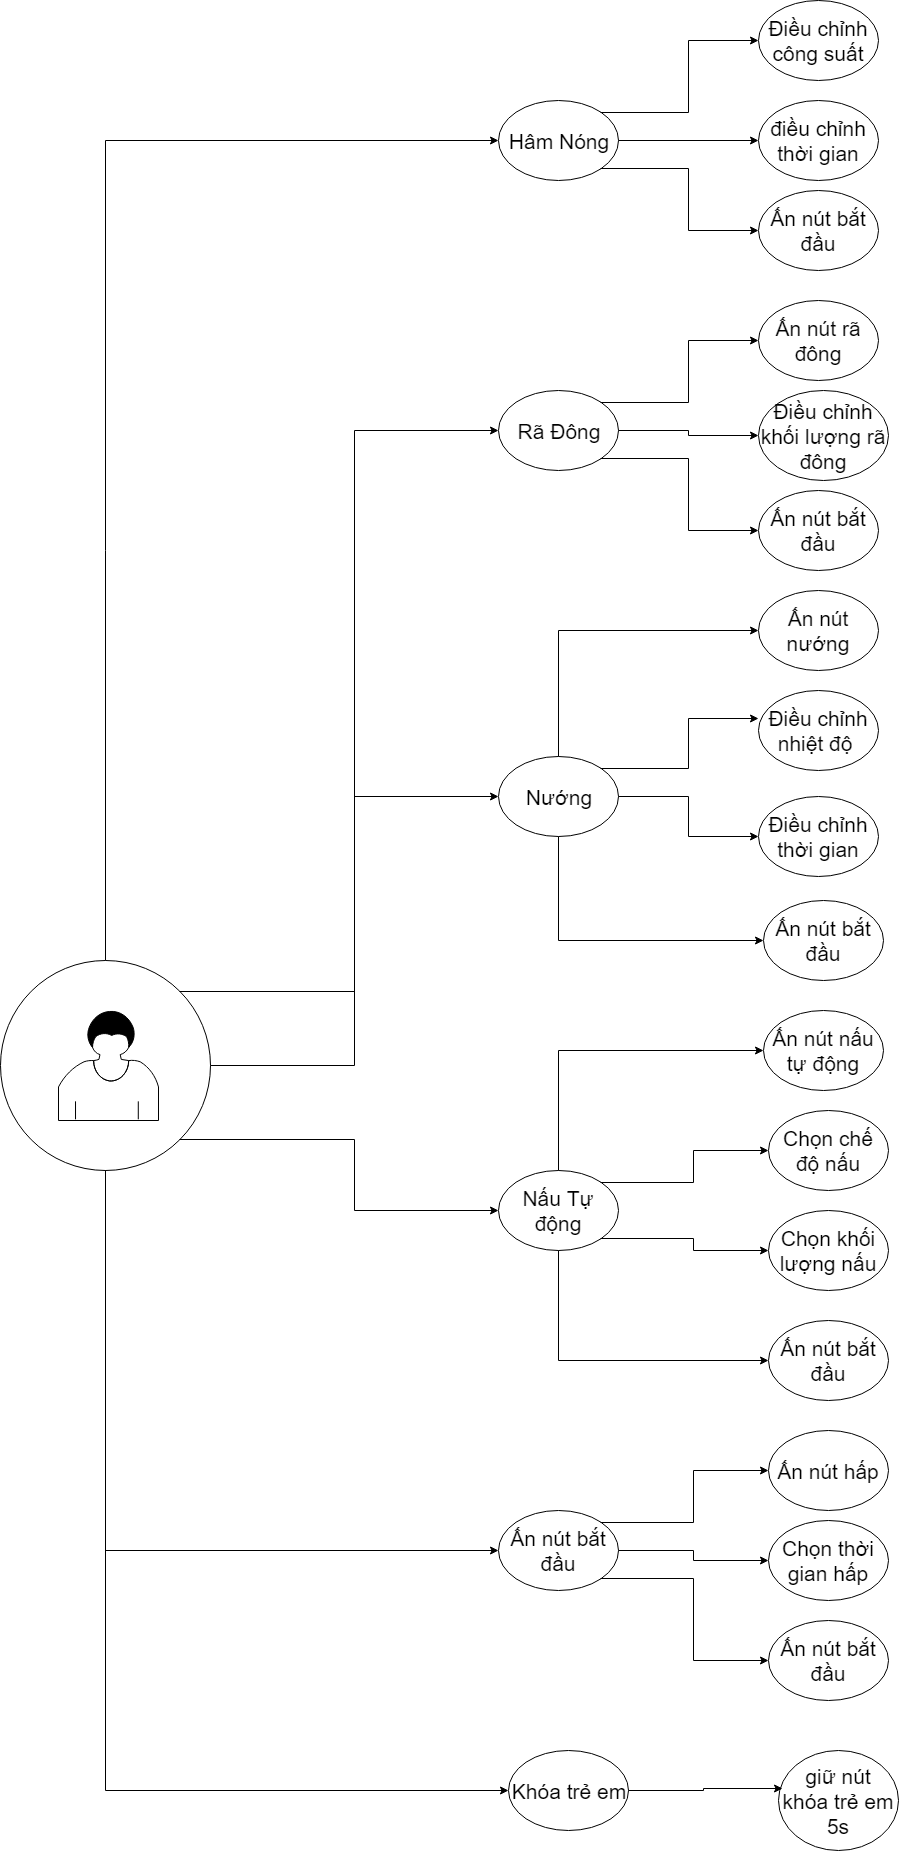 Điều chỉnh
công suất
Hâm Nóng
điều chỉnh
thời gian
Ấn nút bắt
đầu
Ấn nút rã
đông
Rã Đông
Điều chỉnh
khối lượng rã
đông
Ấn nút bắt
đầu
Ấn nút
nướng
Điều chỉnh
nhiệt độ
Nướng
Điều chỉnh
thời gian
Ấn nút bắt
đầu
Ấn nút nấu
tự động
Chọn chế
độ nấu
Nấu Tự
động
Chọn khối
lượng nấu
Ấn nút bắt
đầu
Ấn nút hấp
Ấn nút bắt
đầu
Chọn thời
gian hấp
Ấn nút bắt
đầu
Khóa trẻ em
giữ nút
khóa trẻ em
5s